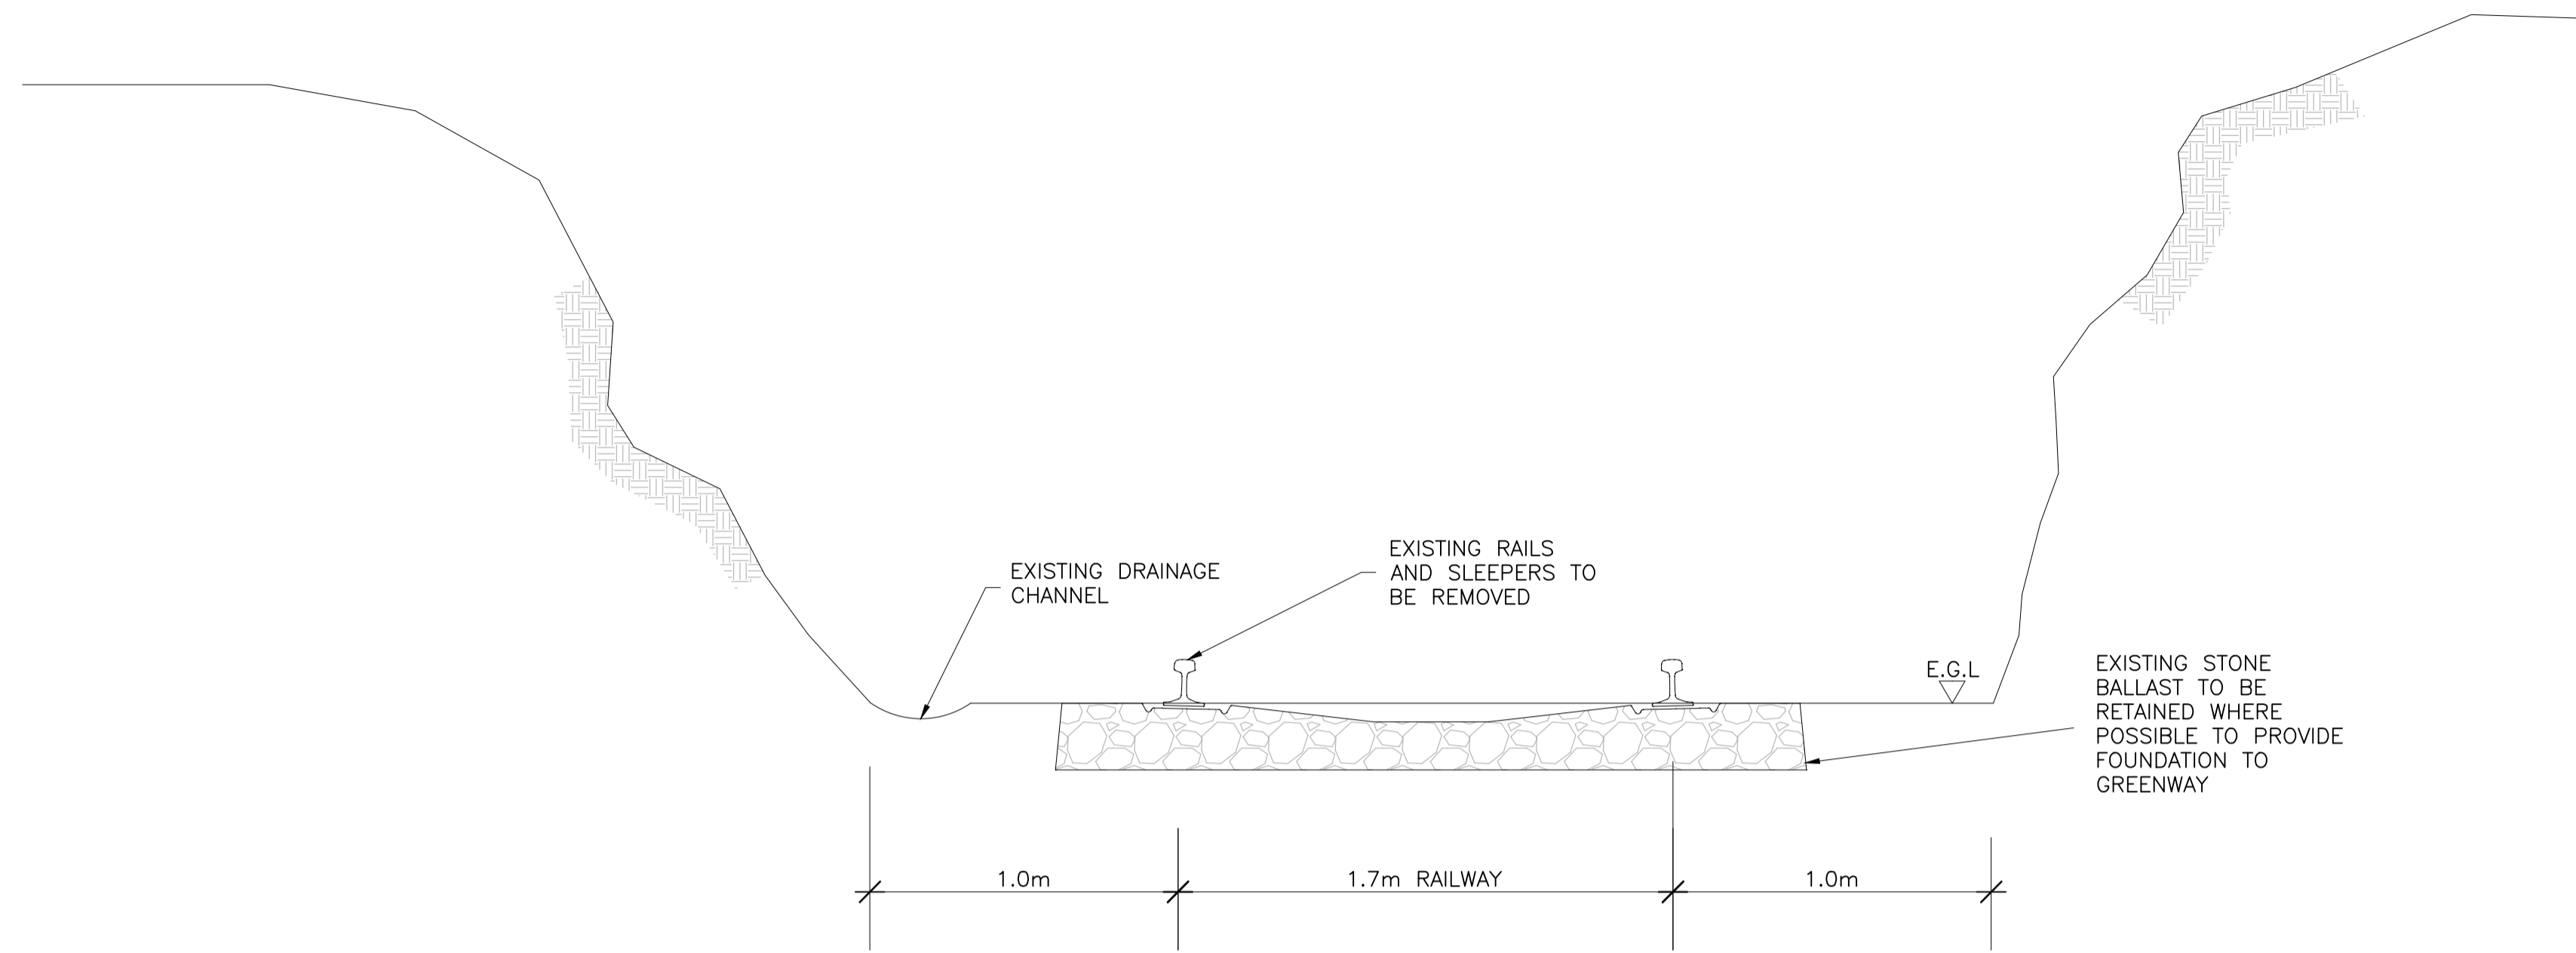 EXISTING DRAINAGE
CHANNEL
EXISTING RAILS
AND SLEEPERS TO
BE REMOVED
E.G.L
EXISTING STONE
BALLAST TO BE
RETAINED WHERE
POSSIBLE TO PROVIDE
FOUNDATION TO
GREENWAY
1.0m
1.7m RAILWAY
1.0m